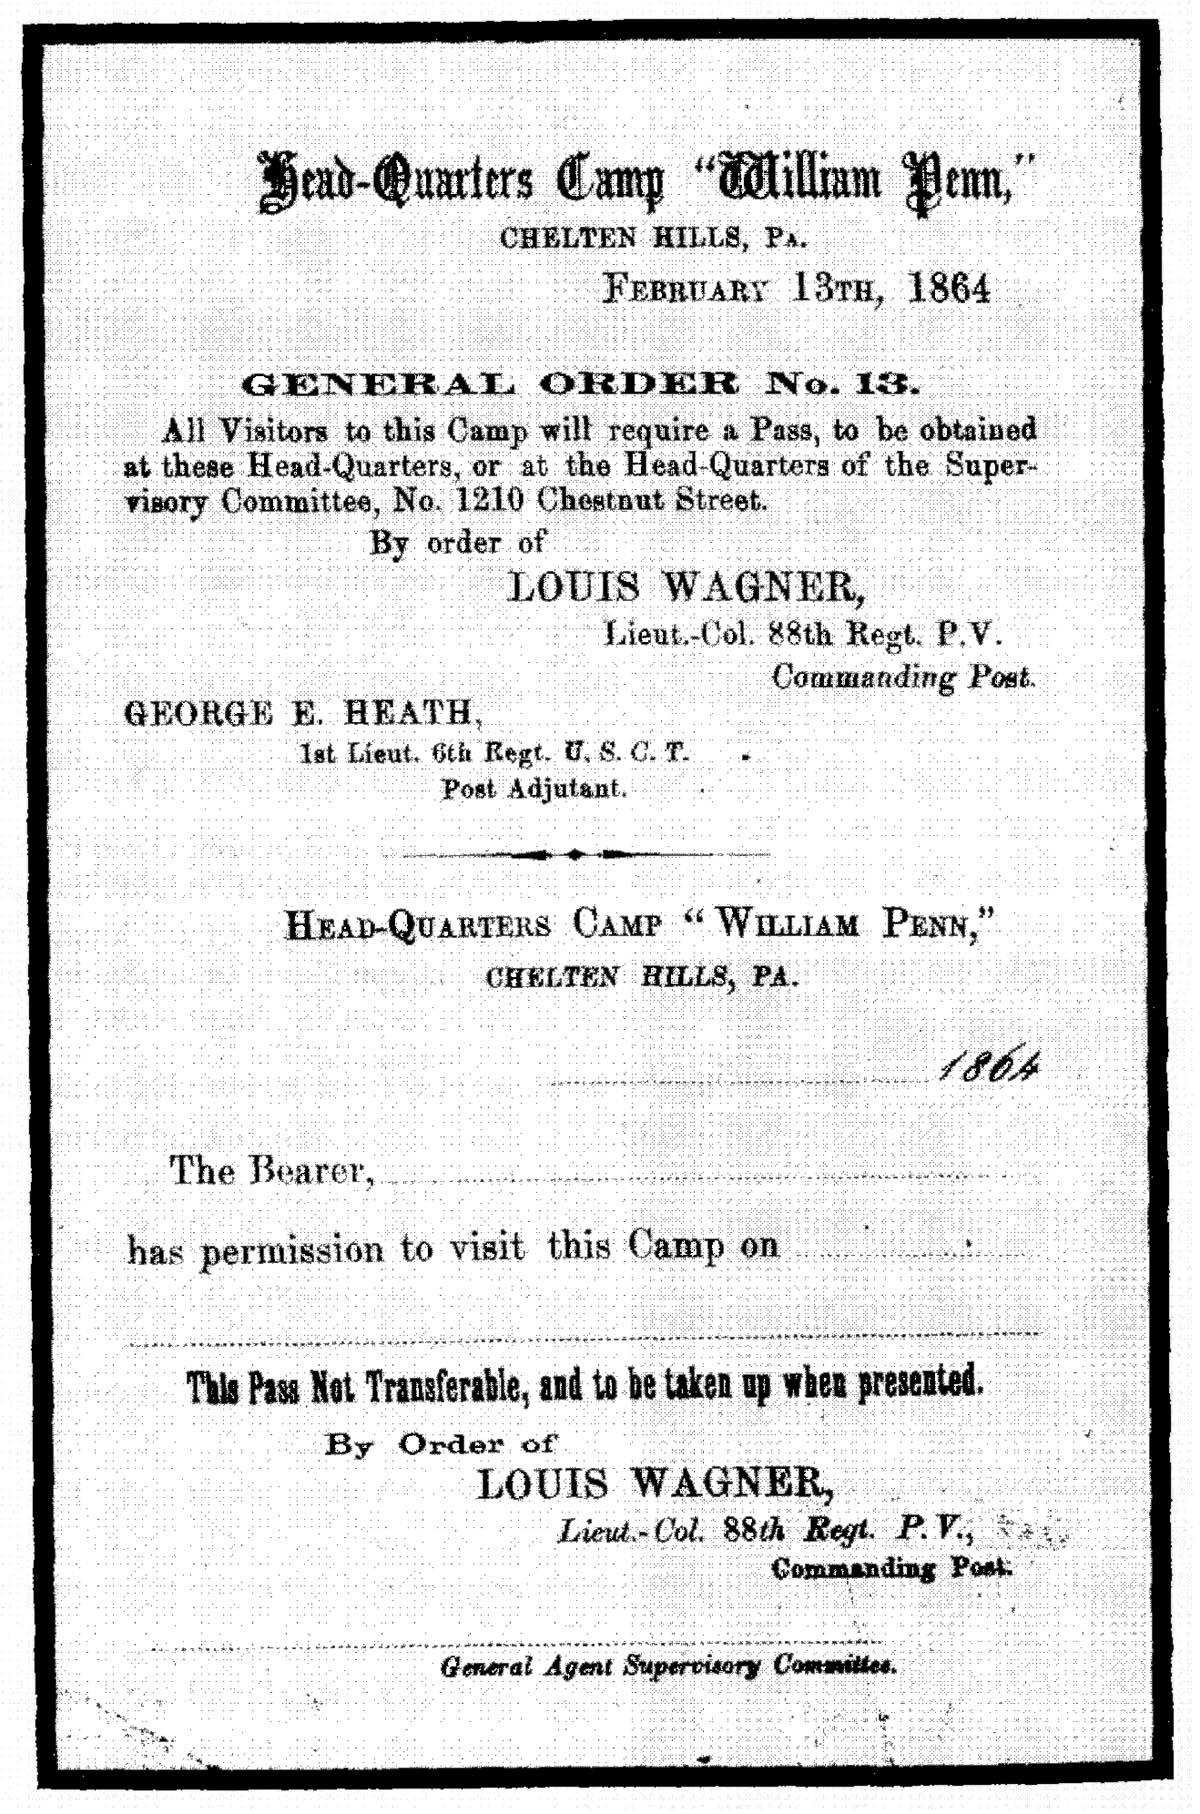 Head-Quarters Camp "William Penn,"
CHELTEN HILLS, PA.
FEBRUARY 13TH, 1864
GENERAL ORDER No. 13.
All Visitors to this Camp will require a Pass, to be obtained
at these Head-Quarters, or at the Head-Quarters of the Super-
visory Committee, No. 1210 Chestnut Street.
By order of
LOUIS WAGNER,
Lieut.-Col. 88th Regt. P.V.
Commanding Post.
GEORGE E. HEATH,
1st Lieut. 6th Regt. U.S.C.T.
Post Adjutant.
HEAD-QUARTERS CAMP "WILLIAM PENN,"
CHELTEN HILLS, PA.
1864
The Bearer,
has permission to visit this Camp on
This Pass Not Transferable, and to be taken up when presented.
By Order of
LOUIS WAGNER,
Lieut.-Col. 88th Regt. P.V.,
Commanding Post.
General Agent Supervisory Committee.